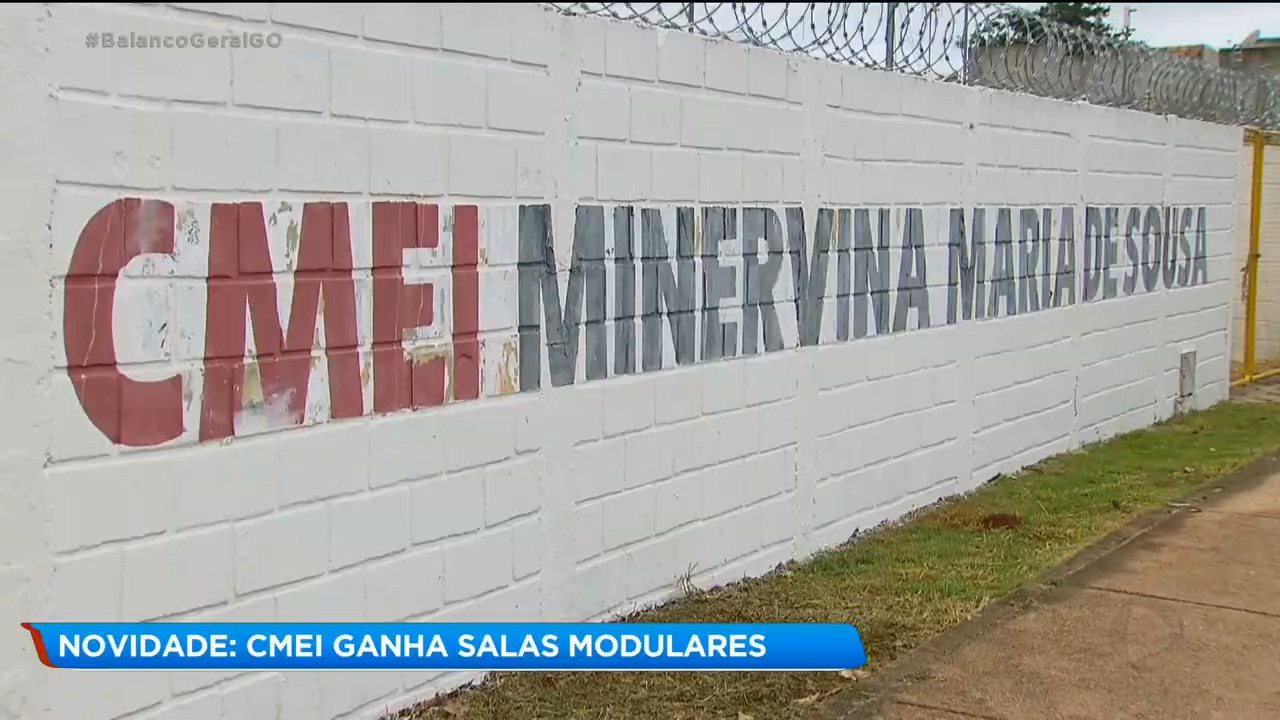 #BalancoGeralGO
CMEI MINERVINA MARIA DE SOUSA
NOVIDADE: CMEI GANHA SALAS MODULARES